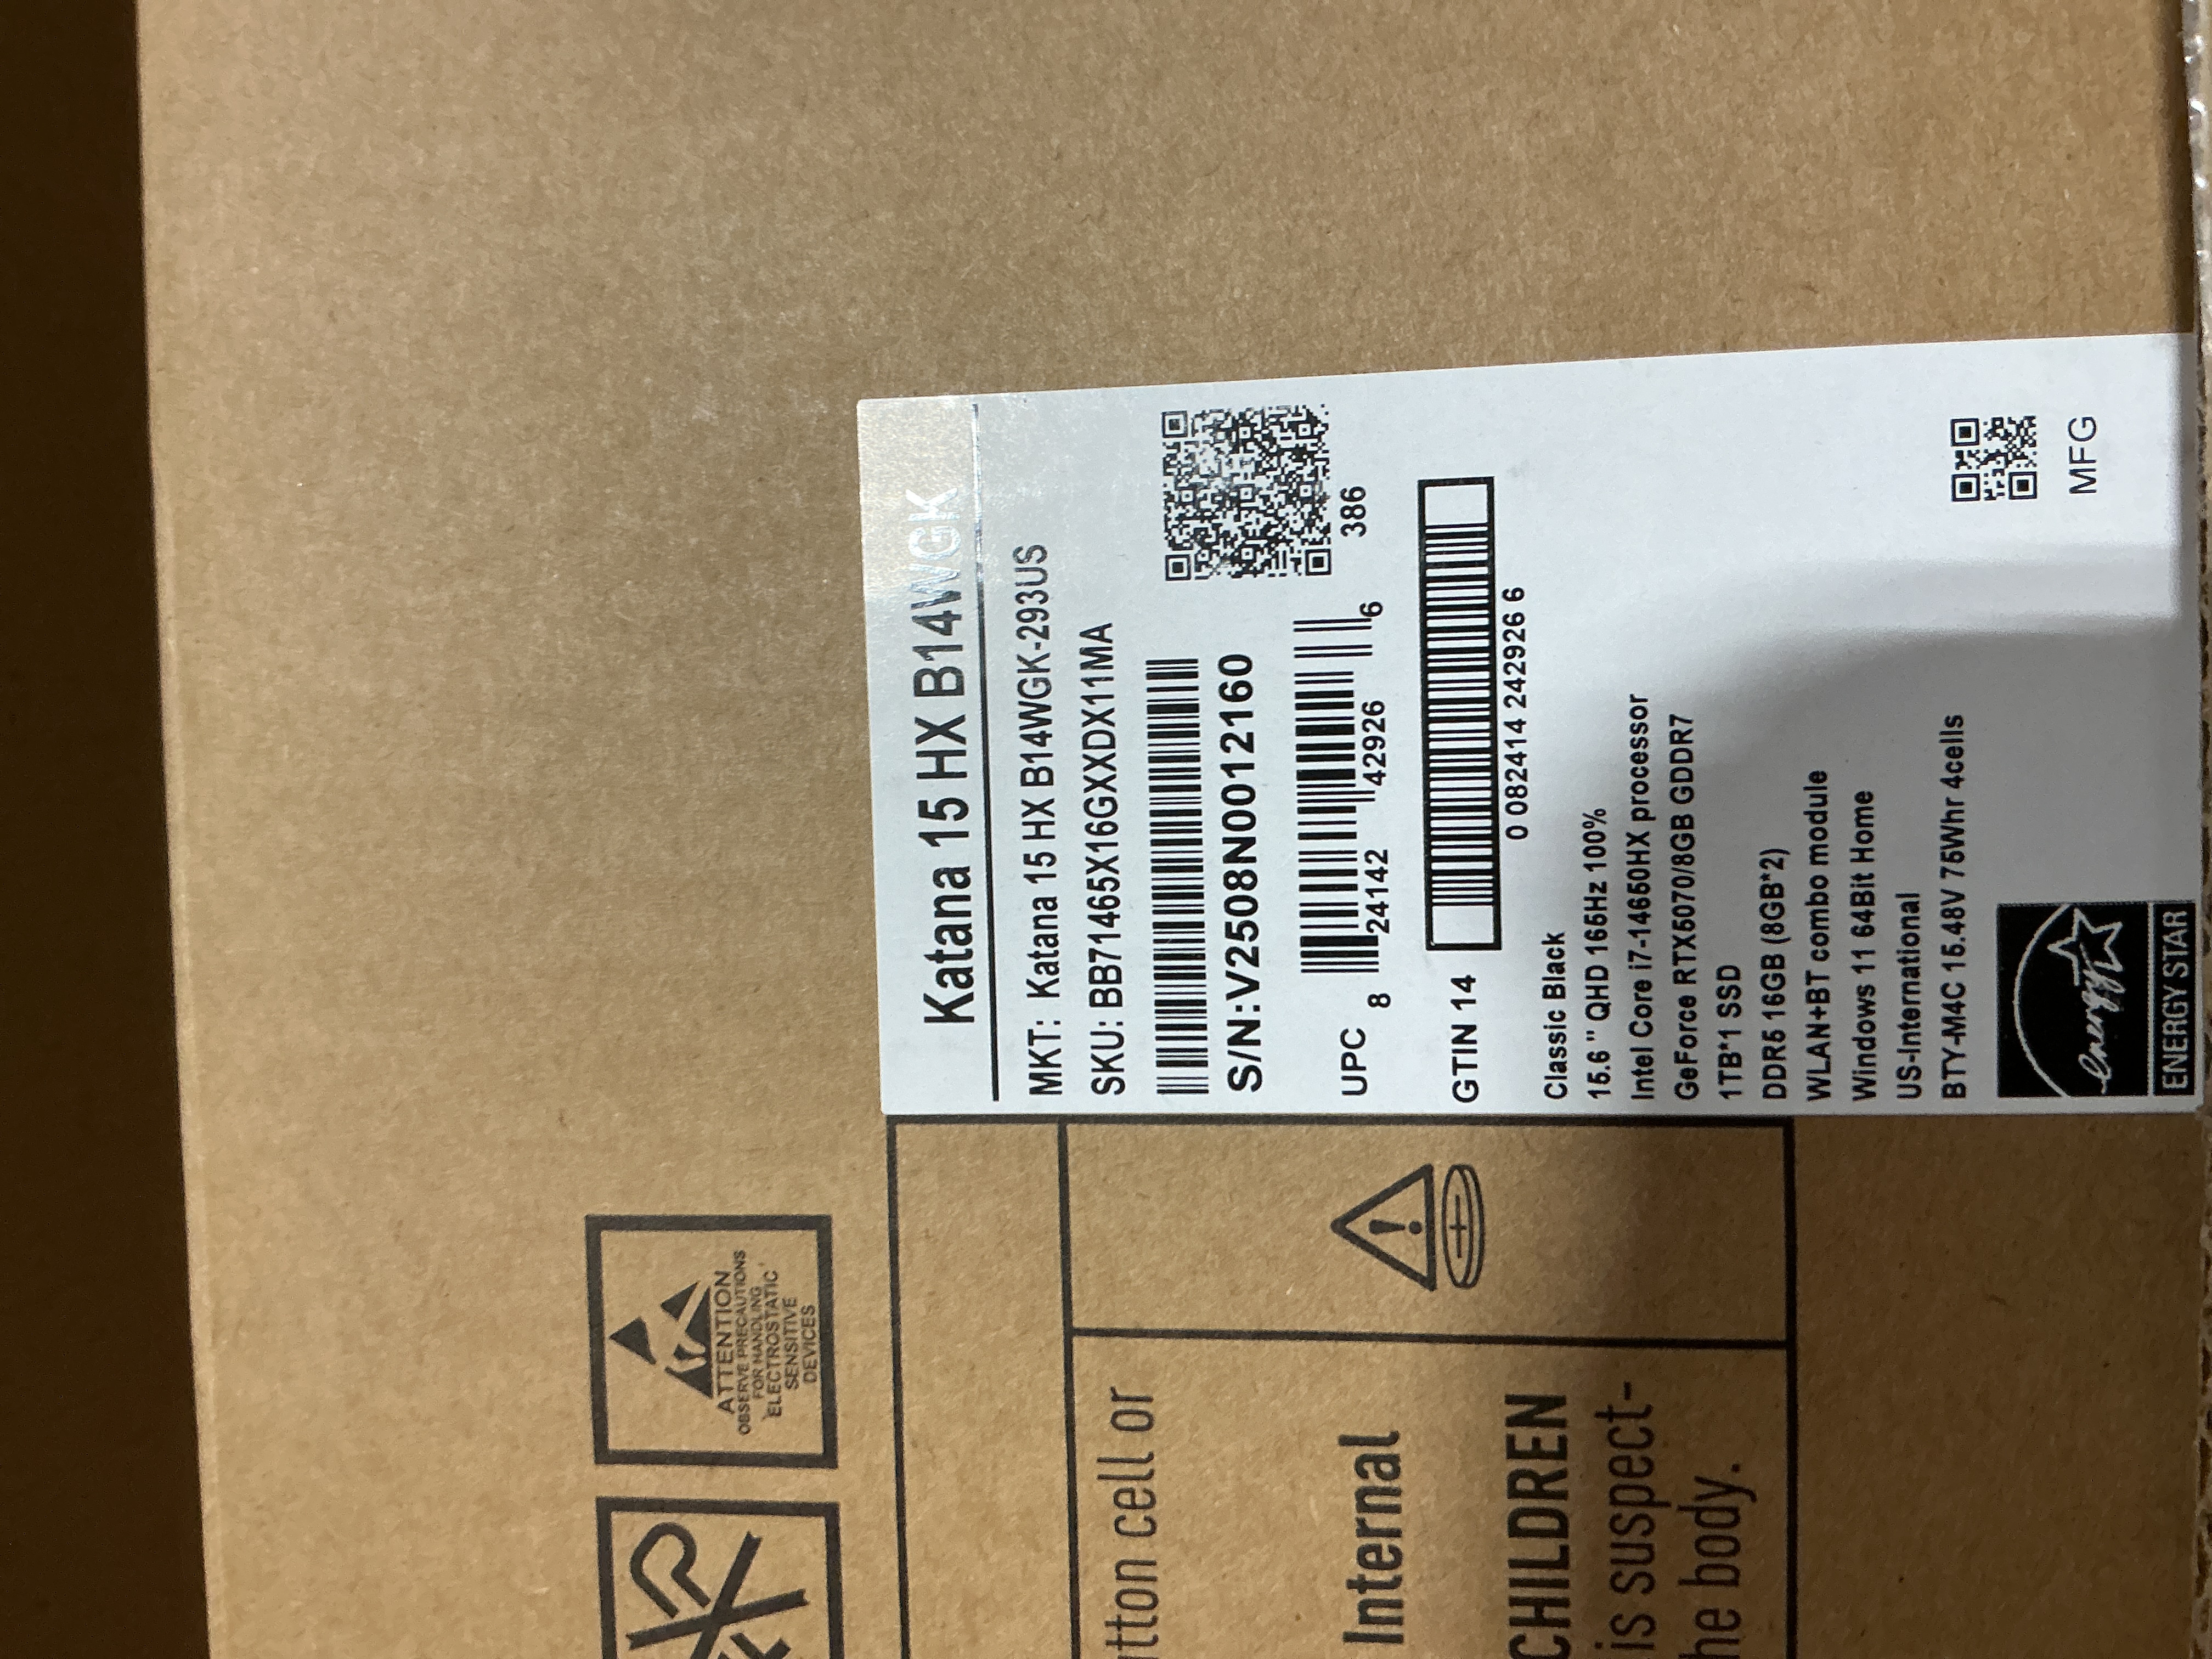 Katana 15 HX B14WGK
MKT: Katana 15 HX B14WGK-293US
SKU: BB71465X16GXXDX11MA
S/N:V2508N0012160
UPC
8 24142 42926 6
386
GTIN 14
0 0824142 42926 6
Classic Black
15.6 " QHD 165Hz 100%
Intel Core i7-14650HX processor
GeForce RTX5070/8GB GDDR7
1TB*1 SSD
DDR5 16GB (8GB*2)
WLAN+BT combo module
Windows 11 64Bit Home
US-International
BTY-M4C 15.48V 75Whr 4cells
energy
ENERGY STAR
MFG
ATTENTION
OBSERVE PRECAUTIONS
FOR HANDLING
ELECTROSTATIC
SENSITIVE
DEVICES
tton cell or
Internal
CHILDREN
is suspect-
he body.